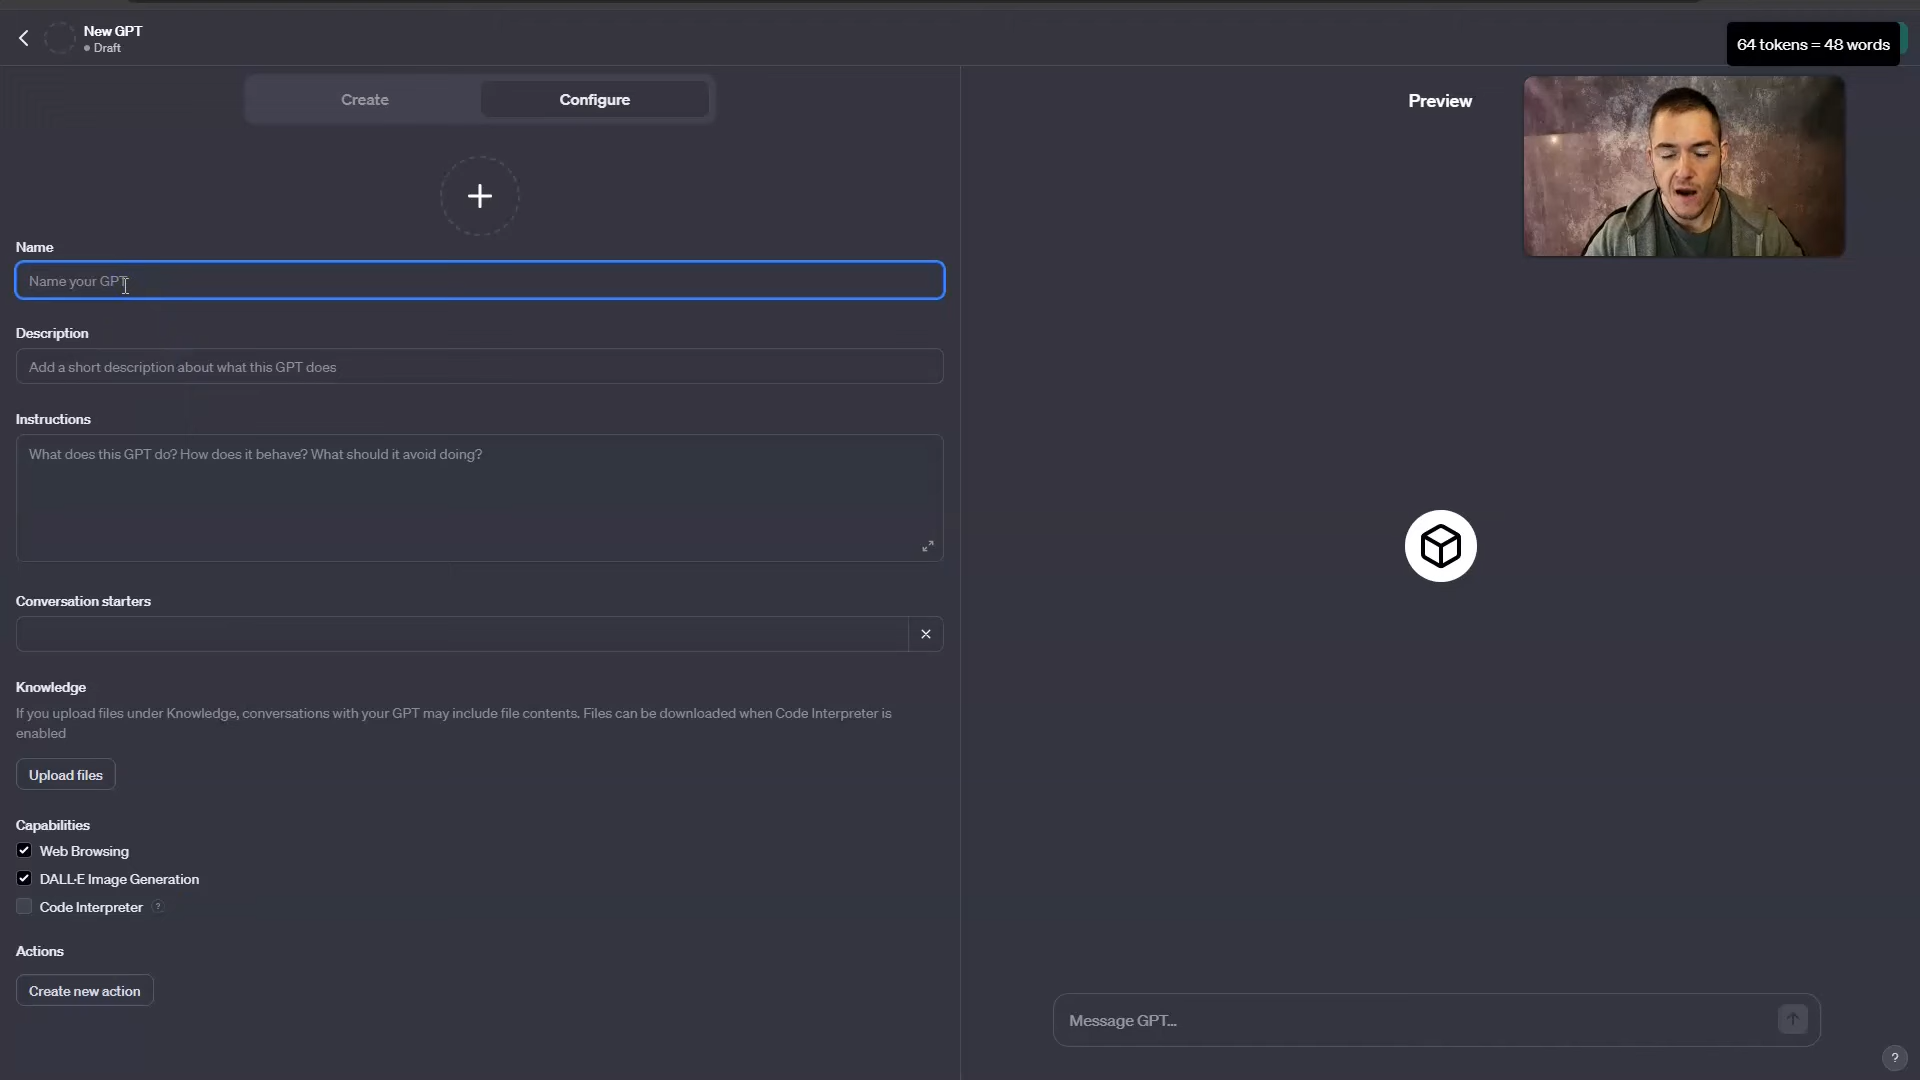 New GPT
Draft
64 tokens = 48 words
Create
Configure
Preview
Name
Name your GPT
Description
Add a short description about what this GPT does
Instructions
What does this GPT do? How does it behave? What should it avoid doing?
Conversation starters
Knowledge
If you upload files under Knowledge, conversations with your GPT may include file contents. Files can be downloaded when Code Interpreter is
enabled
Upload files
Capabilities
Web Browsing
DALL·E Image Generation
Code Interpreter ?
Actions
Create new action
Message GPT...
?